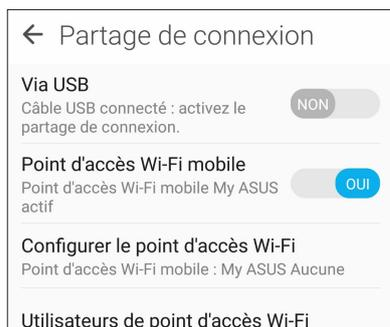 Partage de connexion
Via USB
Câble USB connecté : activez le
partage de connexion.
NON
Point d'accès Wi-Fi mobile
Point d'accès Wi-Fi mobile My ASUS
actif
OUI
Configurer le point d'accès Wi-Fi
Point d'accès Wi-Fi mobile : My ASUS Aucune
Utilisateurs de point d'accès Wi-Fi